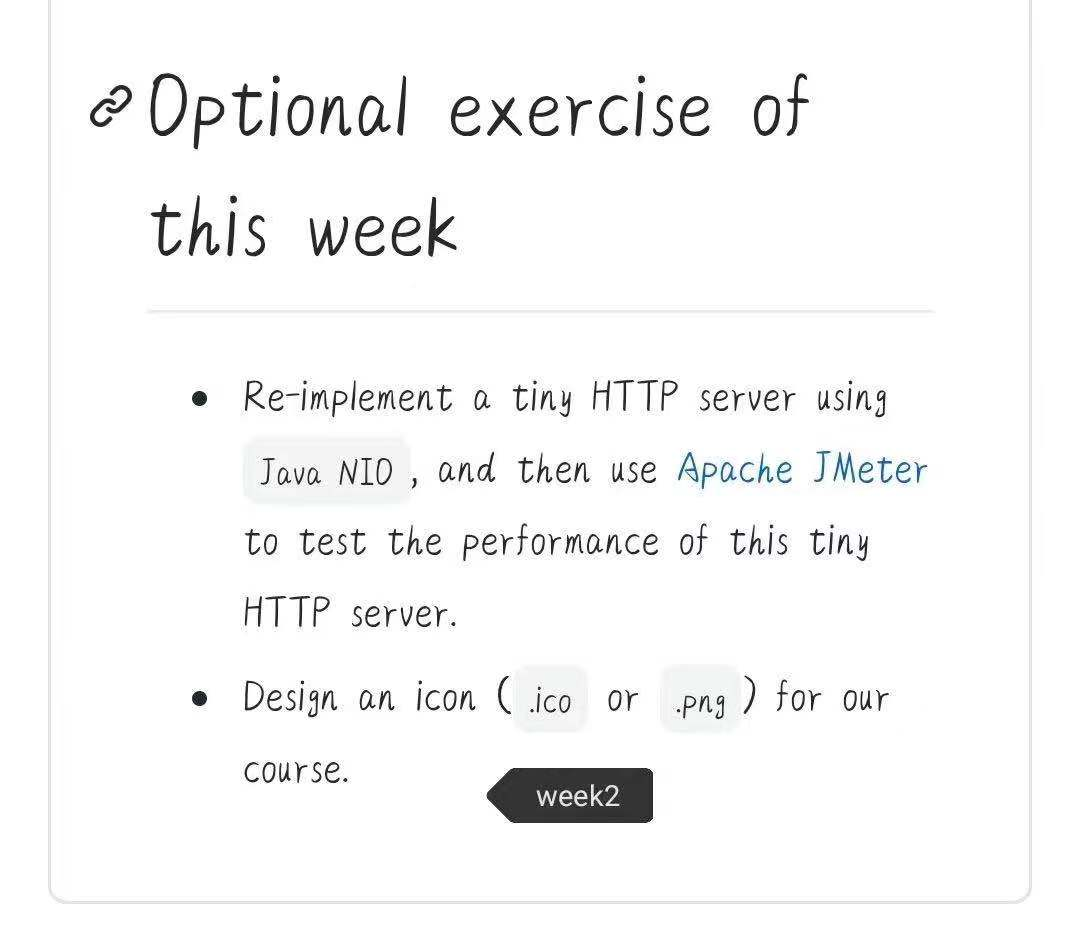 Optional exercise of
this week
Re-implement a tiny HTTP server using
Java NIO, and then use Apache JMeter
to test the performance of this tiny
HTTP server.
Design an icon (.ico or .png) for our
course.
week2